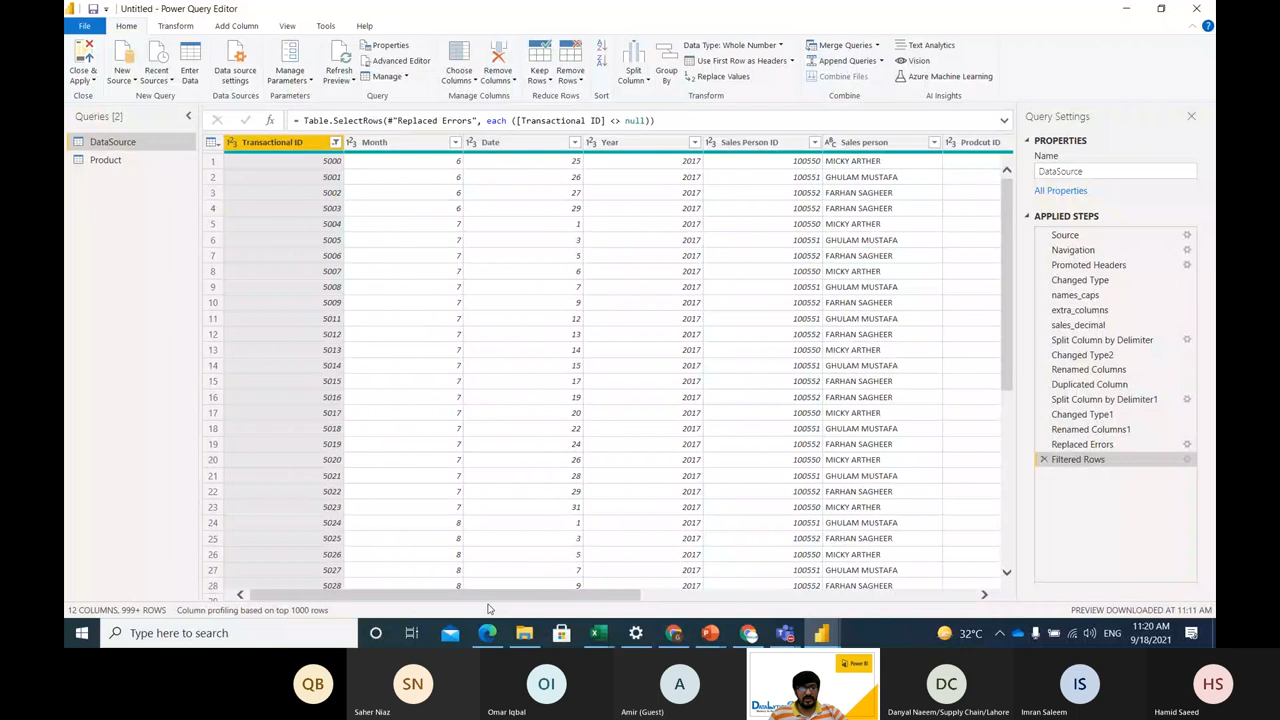 Untitled - Power Query Editor
File Home Transform Add Column View Tools Help
Close & Apply
New Source
Recent Sources
Enter Data
Data source settings
Manage Parameters
Refresh Preview
Properties
Advanced Editor
Manage
Choose Columns
Remove Columns
Keep Rows
Remove Rows
Split Column
Group By
Data Type: Whole Number
Use First Row as Headers
Replace Values
Merge Queries
Append Queries
Combine Files
Text Analytics
Vision
Azure Machine Learning
Close New Query Data Sources Parameters Query Manage Columns Reduce Rows Sort Transform Combine AI Insights
Queries [2]
DataSource
Product
= Table.SelectRows(#"Replaced Errors", each ([Transactional ID] <> null))
Transactional ID Month Date Year Sales Person ID Sales person Prodcut ID
1 5000 6 25 2017 100550 MICKY ARTHER
2 5001 6 26 2017 100551 GHULAM MUSTAFA
3 5002 6 27 2017 100552 FARHAN SAGHEER
4 5003 6 29 2017 100552 FARHAN SAGHEER
5 5004 7 1 2017 100550 MICKY ARTHER
6 5005 7 3 2017 100551 GHULAM MUSTAFA
7 5006 7 5 2017 100552 FARHAN SAGHEER
8 5007 7 6 2017 100550 MICKY ARTHER
9 5008 7 7 2017 100551 GHULAM MUSTAFA
10 5009 7 9 2017 100552 FARHAN SAGHEER
11 5011 7 12 2017 100551 GHULAM MUSTAFA
12 5012 7 13 2017 100552 FARHAN SAGHEER
13 5013 7 14 2017 100550 MICKY ARTHER
14 5014 7 15 2017 100551 GHULAM MUSTAFA
15 5015 7 17 2017 100552 FARHAN SAGHEER
16 5016 7 19 2017 100552 FARHAN SAGHEER
17 5017 7 20 2017 100550 MICKY ARTHER
18 5018 7 22 2017 100551 GHULAM MUSTAFA
19 5019 7 24 2017 100552 FARHAN SAGHEER
20 5020 7 26 2017 100550 MICKY ARTHER
21 5021 7 28 2017 100551 GHULAM MUSTAFA
22 5022 7 29 2017 100552 FARHAN SAGHEER
23 5023 7 31 2017 100550 MICKY ARTHER
24 5024 8 1 2017 100551 GHULAM MUSTAFA
25 5025 8 3 2017 100552 FARHAN SAGHEER
26 5026 8 5 2017 100550 MICKY ARTHER
27 5027 8 7 2017 100551 GHULAM MUSTAFA
28 5028 8 9 2017 100552 FARHAN SAGHEER
Query Settings
PROPERTIES
Name
DataSource
All Properties
APPLIED STEPS
Source
Navigation
Promoted Headers
Changed Type
names_caps
extra_columns
sales_decimal
Split Column by Delimiter
Changed Type2
Renamed Columns
Duplicated Column
Split Column by Delimiter1
Changed Type1
Renamed Columns1
Replaced Errors
Filtered Rows
12 COLUMNS, 999+ ROWS Column profiling based on top 1000 rows PREVIEW DOWNLOADED AT 11:11 AM
Type here to search
32°C
ENG
11:20 AM
9/18/2021
QB SN OI A DC IS HS
Power BI
Saher Niaz Omar Iqbal Amir (Guest) Danyal Naeem/Supply Chain/Lahore Imran Saleem Hamid Saeed